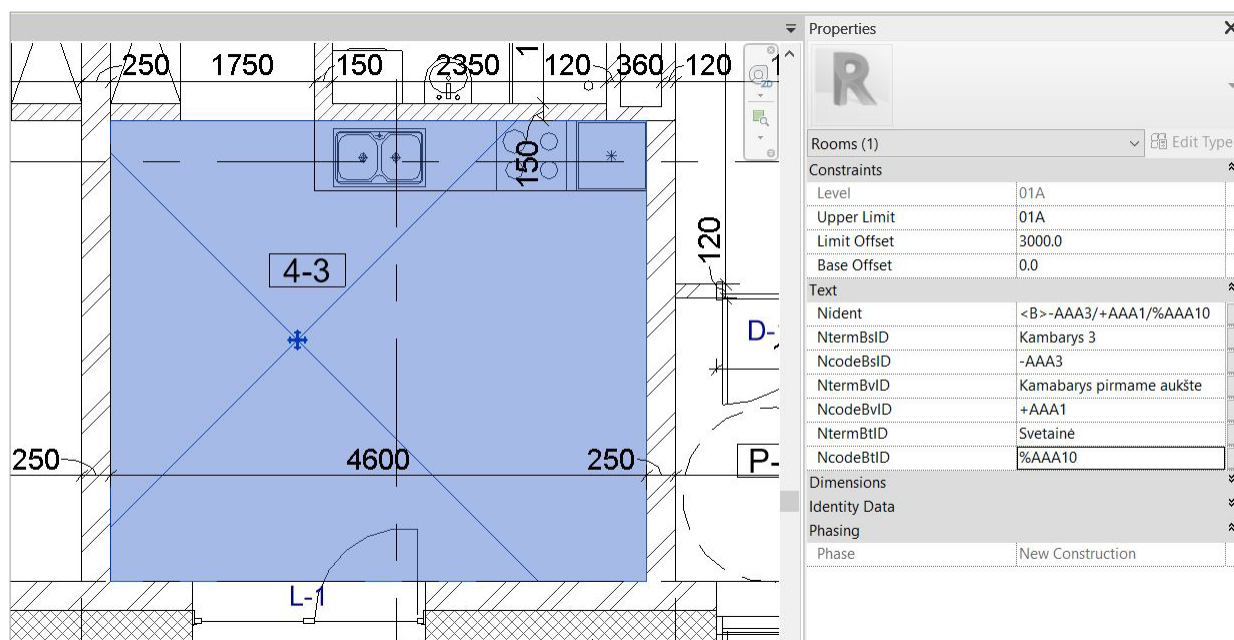 250 1750 150 2350 120 360 120
2D
150
4-3
120
D-
250 4600 250
P-
L-1
Properties
R
Rooms (1) Edit Type
Constraints
Level 01A
Upper Limit 01A
Limit Offset 3000.0
Base Offset 0.0
Text
Nident <B>-AAA3/+AAA1/%AAA10
NtermBsID Kambarys 3
NcodeBsID -AAA3
NtermBvID Kamabarys pirmame aukšte
NcodeBvID +AAA1
NtermBtID Svetainė
NcodeBtID %AAA10
Dimensions
Identity Data
Phasing
Phase New Construction